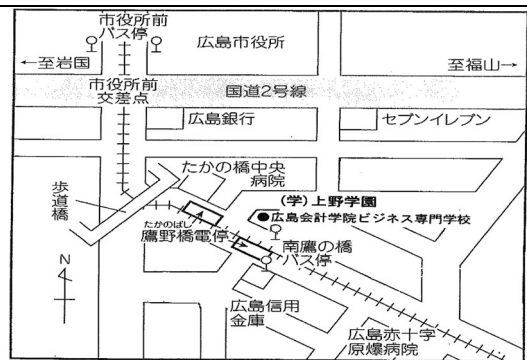 市役所前
バス停
広島市役所
←至岩国
至福山→
市役所前
交差点
国道2号線
広島銀行
セブンイレブン
たかの橋中央
病院
歩道橋
(学)上野学園
●広島会計学院ビジネス専門学校
たかのばし
鷹野橋電停
南鷹の橋
バス停
N
広島信用
金庫
広島赤十字
原爆病院